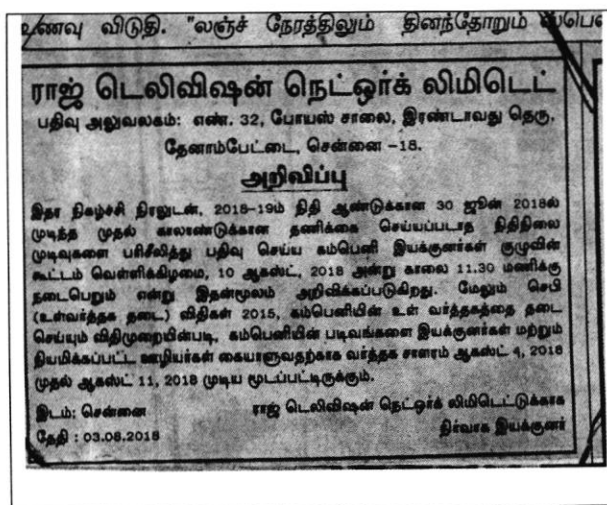 உணவு விடுதி. "லஞ்ச் நேரத்திலும் தினந்தோறும்
ராஜ் டெலிவிஷன் நெட்ஒர்க் லிமிடெட்
பதிவு அலுவலகம்: எண். 32, போயஸ் சாலை, இரண்டாவது தெரு,
தேனாம்பேட்டை, சென்னை –18.
அறிவிப்பு
இதர நிகழ்ச்சி நிரலுடன், 2018–19ம் நிதி ஆண்டுக்கான 30 ஜூன் 2018ல்
முடிந்த முதல் காலாண்டுக்கான தணிக்கை செய்யப்படாத நிதிநிலை
முடிவுகளை பரிசீலித்து பதிவு செய்ய கம்பெனி இயக்குனர்கள் குழுவின்
கூட்டம் வெள்ளிக்கிழமை, 10 ஆகஸ்ட், 2018 அன்று காலை 11.30 மணிக்கு
நடைபெறும் என்று இதன்மூலம் அறிவிக்கப்படுகிறது. மேலும் செபி
(உள்வர்த்தக தடை) விதிகள் 2015, கம்பெனியின் உள் வர்த்தகத்தை தடை
செய்யும் விதிமுறையின்படி, கம்பெனியின் படிவங்களை இயக்குனர்கள் மற்றும்
நியமிக்கப்பட்ட ஊழியர்கள் கையாளுவதற்காக வர்த்தக சாளரம் ஆகஸ்ட் 4, 2018
முதல் ஆகஸ்ட் 11, 2018 முடிய மூடப்பட்டிருக்கும்.
இடம்: சென்னை ராஜ் டெலிவிஷன் நெட்ஒர்க் லிமிடெட்டுக்காக
தேதி : 03.08.2018 நிர்வாக இயக்குனர்